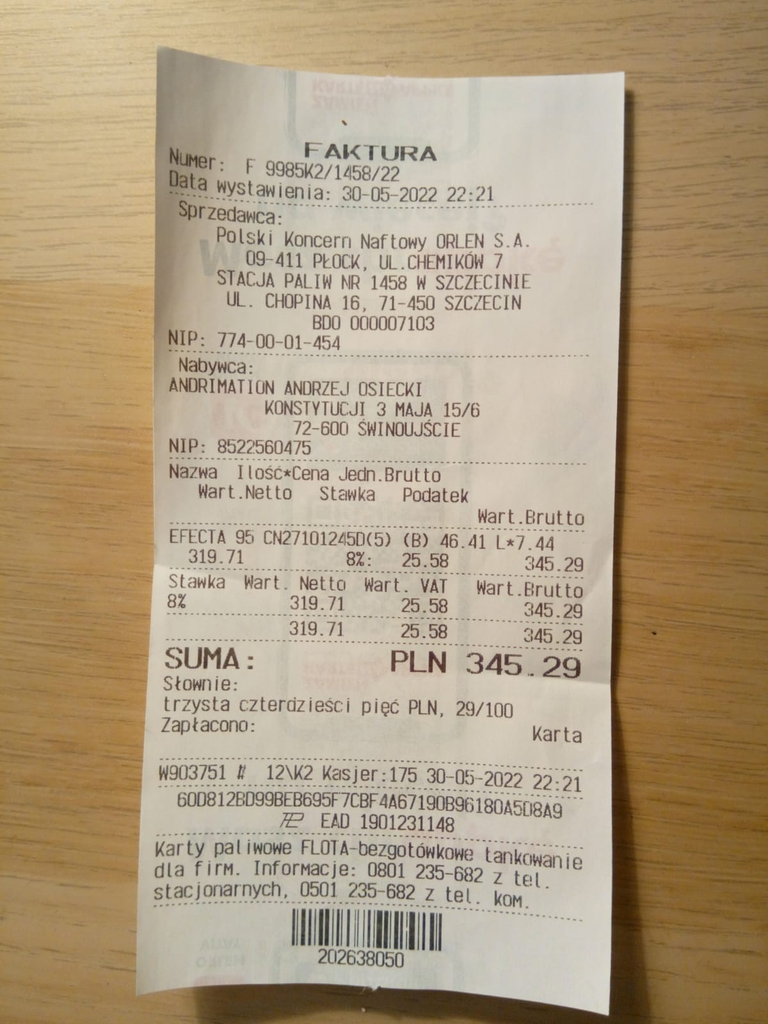 FAKTURA
Numer: F 9985K2/1458/22
Data wystawienia: 30-05-2022 22:21
Sprzedawca:
Polski Koncern Naftowy ORLEN S.A.
09-411 PŁOCK, UL.CHEMIKÓW 7
STACJA PALIW NR 1458 W SZCZECINIE
UL. CHOPINA 16, 71-450 SZCZECIN
BDO 000007103
NIP: 774-00-01-454
Nabywca:
ANDRIMATION ANDRZEJ OSIECKI
KONSTYTUCJI 3 MAJA 15/6
72-600 ŚWINOUJŚCIE
NIP: 8522560475
Nazwa Ilość*Cena Jedn.Brutto
Wart.Netto Stawka Podatek
Wart.Brutto
EFECTA 95 CN27101245D(5) (B) 46.41 L*7.44
319.71 8%: 25.58 345.29
Stawka Wart. Netto Wart. VAT Wart.Brutto
8% 319.71 25.58 345.29
319.71 25.58 345.29
SUMA: PLN 345.29
Słownie:
trzysta czterdzieści pięć PLN, 29/100
Zapłacono: Karta
W903751 # 12\K2 Kasjer:175 30-05-2022 22:21
60D812BD99BEB695F7CBF4A67190B96180A5D8A9
EAD 1901231148
Karty paliwowe FLOTA-bezgotówkowe tankowanie
dla firm. Informacje: 0801 235-682 z tel.
stacjonarnych, 0501 235-682 z tel. kom.
202638050